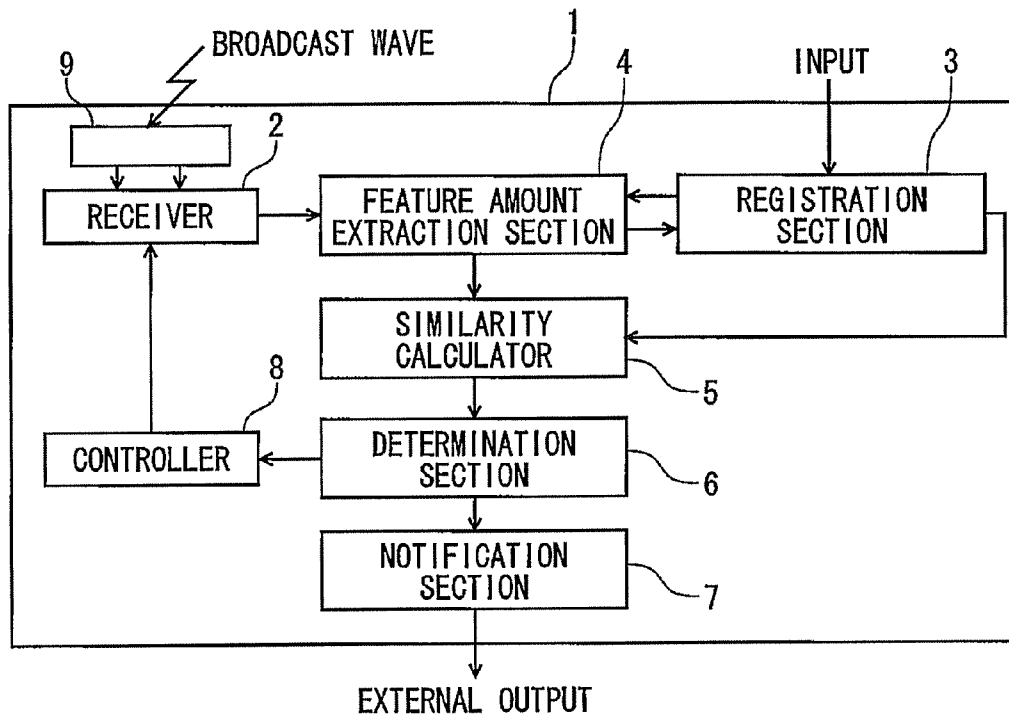 BROADCAST WAVE
1
INPUT
9
4
3
2
RECEIVER
FEATURE AMOUNT
EXTRACTION SECTION
REGISTRATION
SECTION
SIMILARITY
CALCULATOR
5
8
CONTROLLER
DETERMINATION
SECTION
6
NOTIFICATION
SECTION
7
EXTERNAL OUTPUT